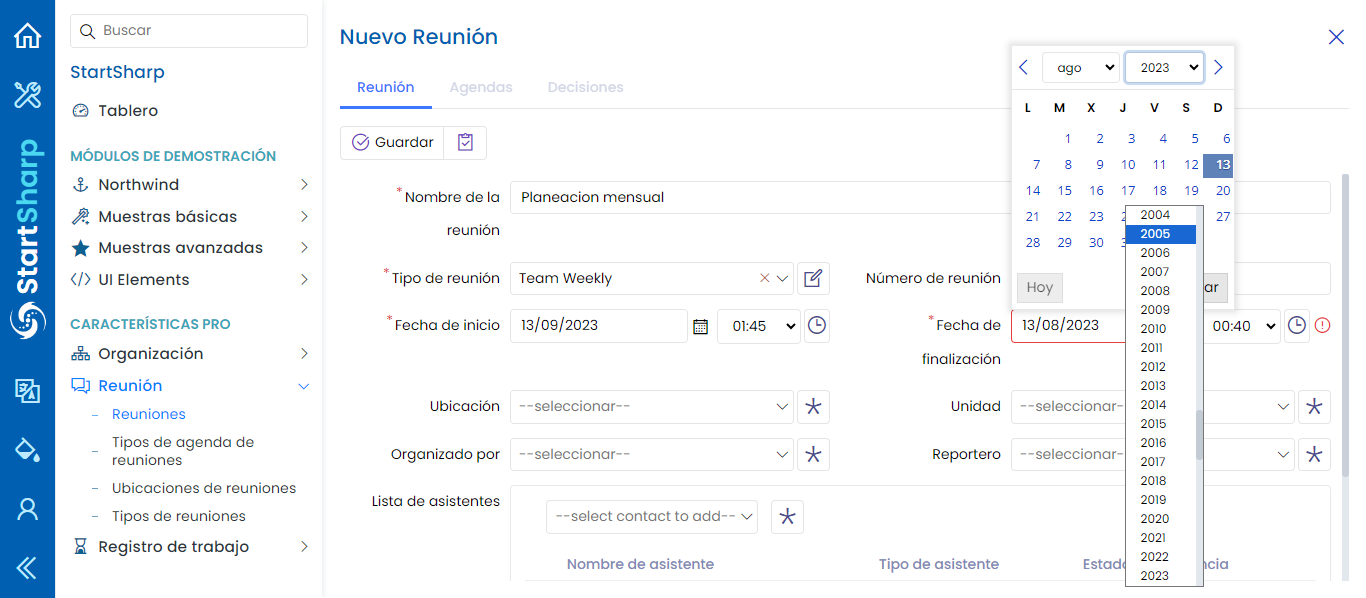 StartSharp
Buscar
StartSharp
Tablero
MÓDULOS DE DEMOSTRACIÓN
Northwind
Muestras básicas
Muestras avanzadas
UI Elements
CARACTERÍSTICAS PRO
Organización
Reunión
Reuniones
Tipos de agenda de
reuniones
Ubicaciones de reuniones
Tipos de reuniones
Registro de trabajo
Nuevo Reunión
Reunión Agendas Decisiones
Guardar
*Nombre de la
reunión
Planeacion mensual
*Tipo de reunión Team Weekly
Número de reunión
*Fecha de inicio 13/09/2023 01:45
*Fecha de
finalización
13/08/2023 00:40
Ubicación --seleccionar--
Unidad --seleccionar-
Organizado por --seleccionar--
Reportero --seleccionar-
Lista de asistentes
--select contact to add--
Nombre de asistente Tipo de asistente
ago 2023
L M X J V S D
1 2 3 4 5 6
7 8 9 10 11 12 13
14 15 16 17 18 19 20
21 22 23 27
28 29 30
Hoy
2004
2005
2006
2007
2008
2009
2010
2011
2012
2013
2014
2015
2016
2017
2018
2019
2020
2021
2022
2023